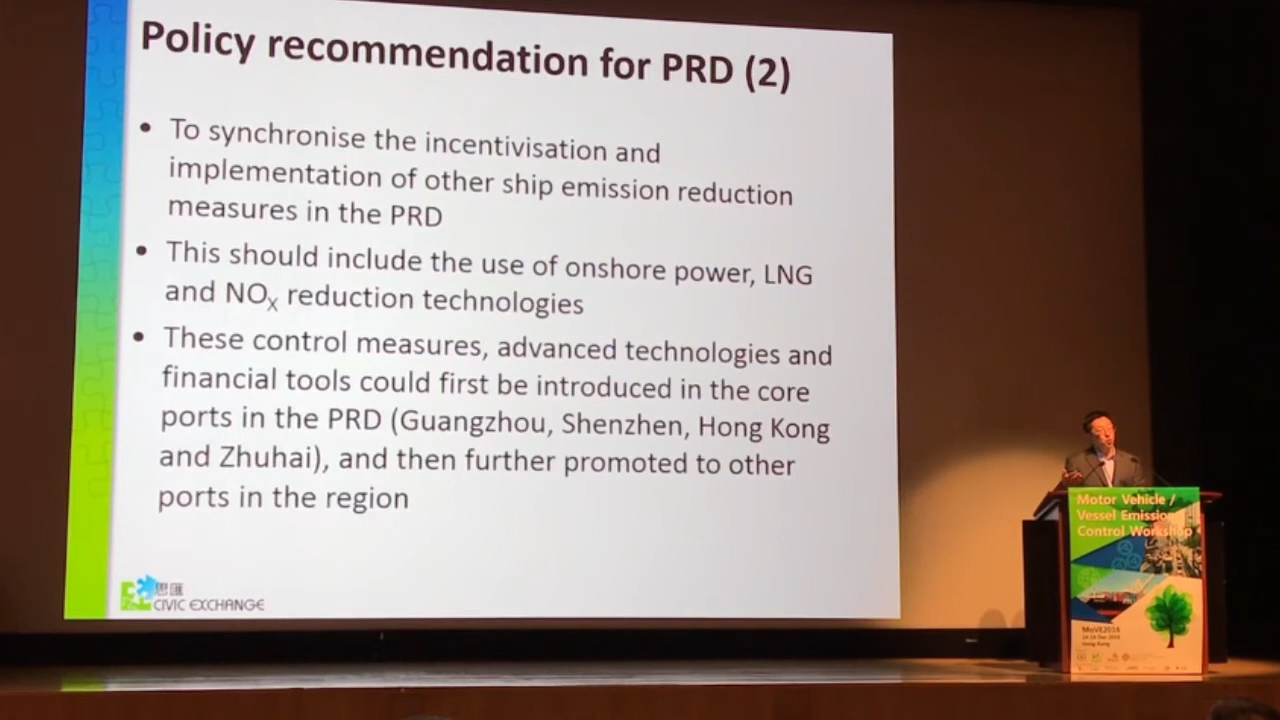 Policy recommendation for PRD (2)
• To synchronise the incentivisation and
implementation of other ship emission reduction
measures in the PRD
• This should include the use of onshore power, LNG
and NOX reduction technologies
• These control measures, advanced technologies and
financial tools could first be introduced in the core
ports in the PRD (Guangzhou, Shenzhen, Hong Kong
and Zhuhai), and then further promoted to other
ports in the region
思匯
CIVIC EXCHANGE
Motor Vehicle /
Vessel Emission
Control Workshop
MoVE2016
Hong Kong